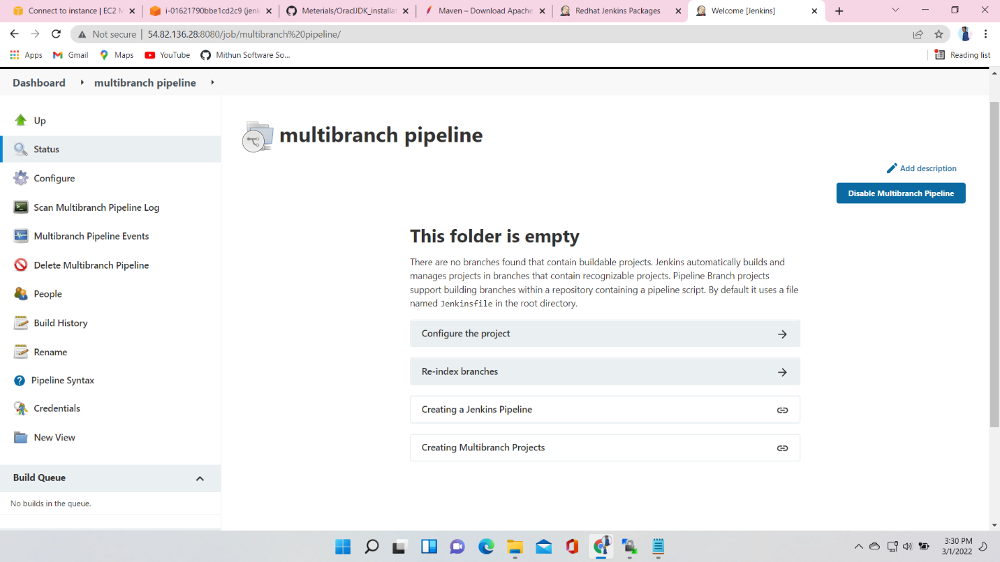 Connect to instance | EC2 M
i-01621790bbe1cd2c9 (jenk
Meterials/OraclJDK_installat
Maven – Download Apache
Redhat Jenkins Packages
Welcome [Jenkins]
Not secure
54.82.136.28:8080/job/multibranch%20pipeline/
Apps
Gmail
Maps
YouTube
Mithun Software So...
Reading list
Dashboard
multibranch pipeline
Up
Status
Configure
Scan Multibranch Pipeline Log
Multibranch Pipeline Events
Delete Multibranch Pipeline
People
Build History
Rename
Pipeline Syntax
Credentials
New View
Build Queue
No builds in the queue.
multibranch pipeline
Add description
Disable Multibranch Pipeline
This folder is empty
There are no branches found that contain buildable projects. Jenkins automatically builds and
manages projects in branches that contain recognizable projects. Pipeline Branch projects
support building branches within a repository containing a pipeline script. By default it uses a file
named Jenkinsfile in the root directory.
Configure the project
Re-index branches
Creating a Jenkins Pipeline
Creating Multibranch Projects
3:30 PM
3/1/2022